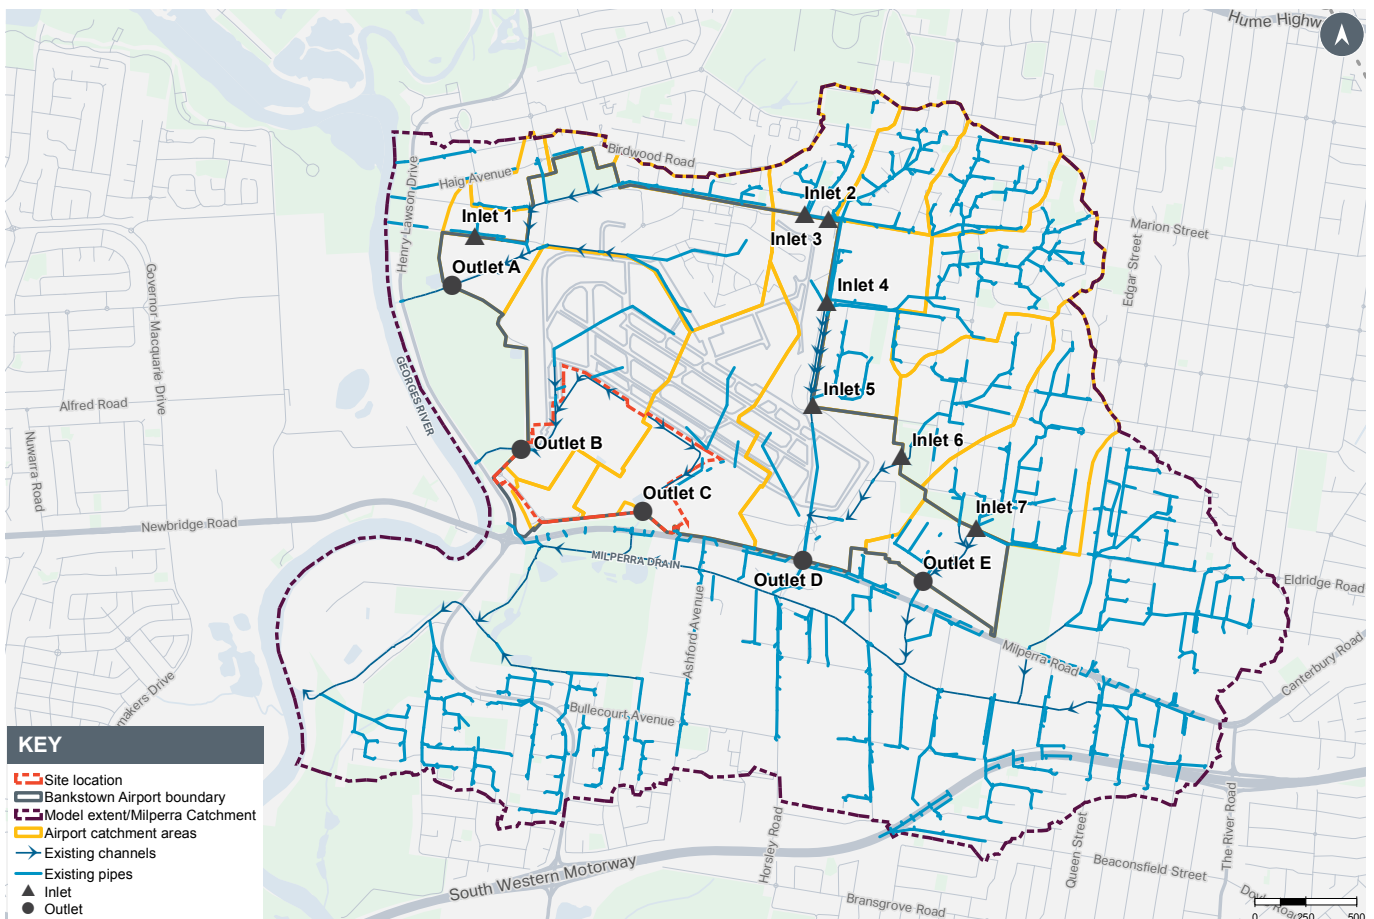 Hume Highw
Birdwood Road
Haig Avenue
Henry Lawson Drive
Inlet 1
Inlet 2
Inlet 3
Marion Street
Edgar Street
Outlet A
Inlet 4
Governor Macquarie Drive
GEORGES RIVER
Alfred Road
Nuwarra Road
Inlet 5
Inlet 6
Outlet B
Outlet C
Inlet 7
Newbridge Road
MILPERRA DRAIN
Outlet D
Outlet E
Eldridge Road
Ashford Avenue
Milperra Road
Canterbury Road
makers Drive
Bullecourt Avenue
KEY
Site location
Bankstown Airport boundary
Model extent/Milperra Catchment
Airport catchment areas
Existing channels
Existing pipes
Inlet
Outlet
South Western Motorway
Horsley Road
Queen Street
The River Road
Beaconsfield Street
Bransgrove Road
0 250 500